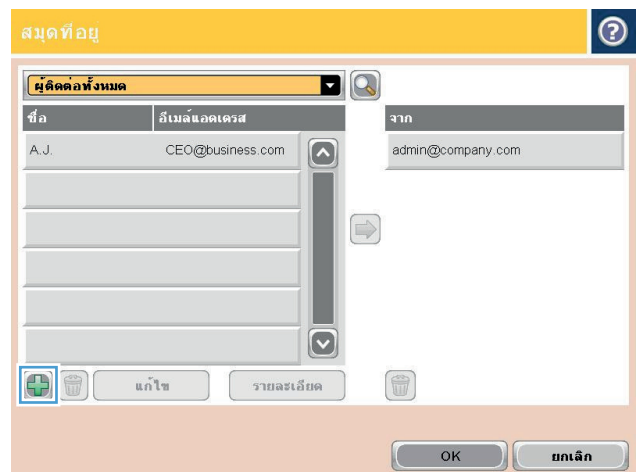 สมุดที่อยู่
ผู้ติดต่อทั้งหมด
ชื่อ อีเมล์แอดเดรส จาก
A.J. CEO@business.com admin@company.com
แก้ไข รายละเอียด
OK ยกเลิก